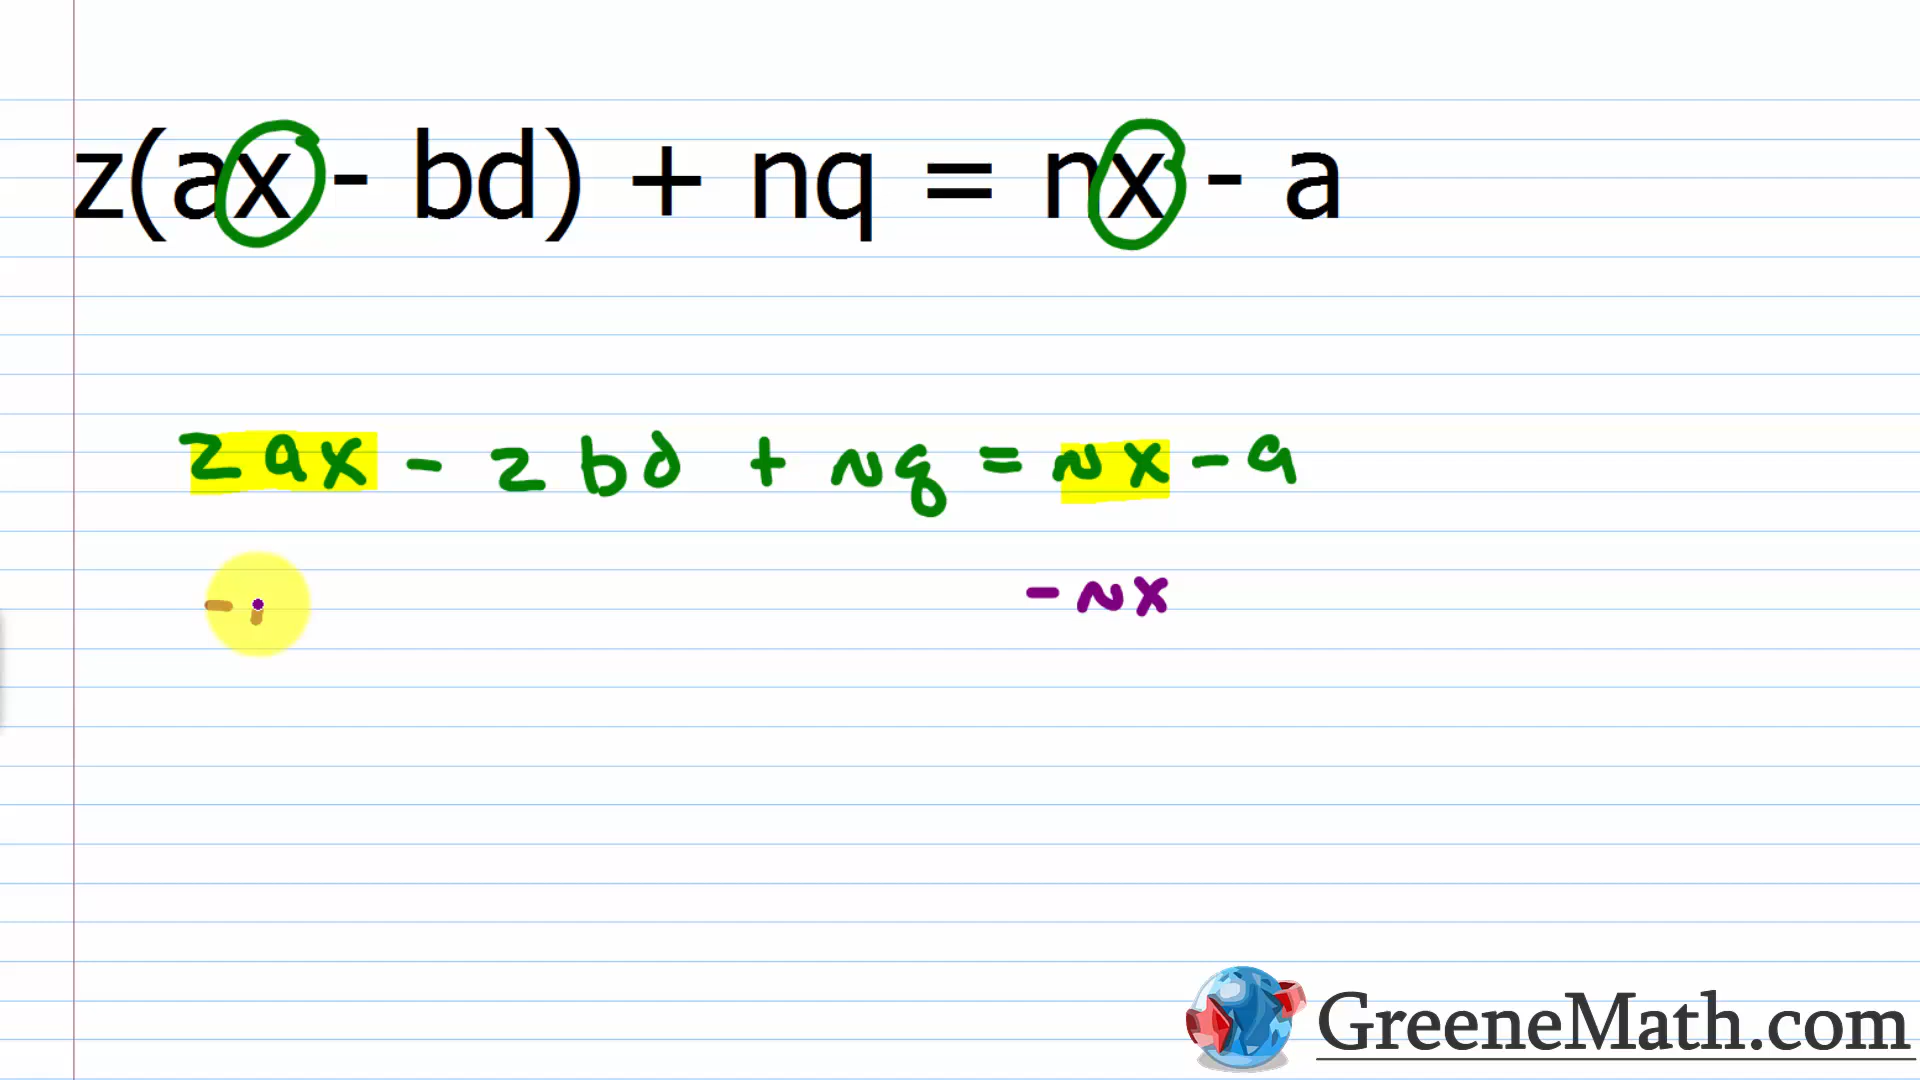 z(ax - bd) + nq = nx - a
zax - zbd + nq = nx - a
- nx
GreeneMath.com